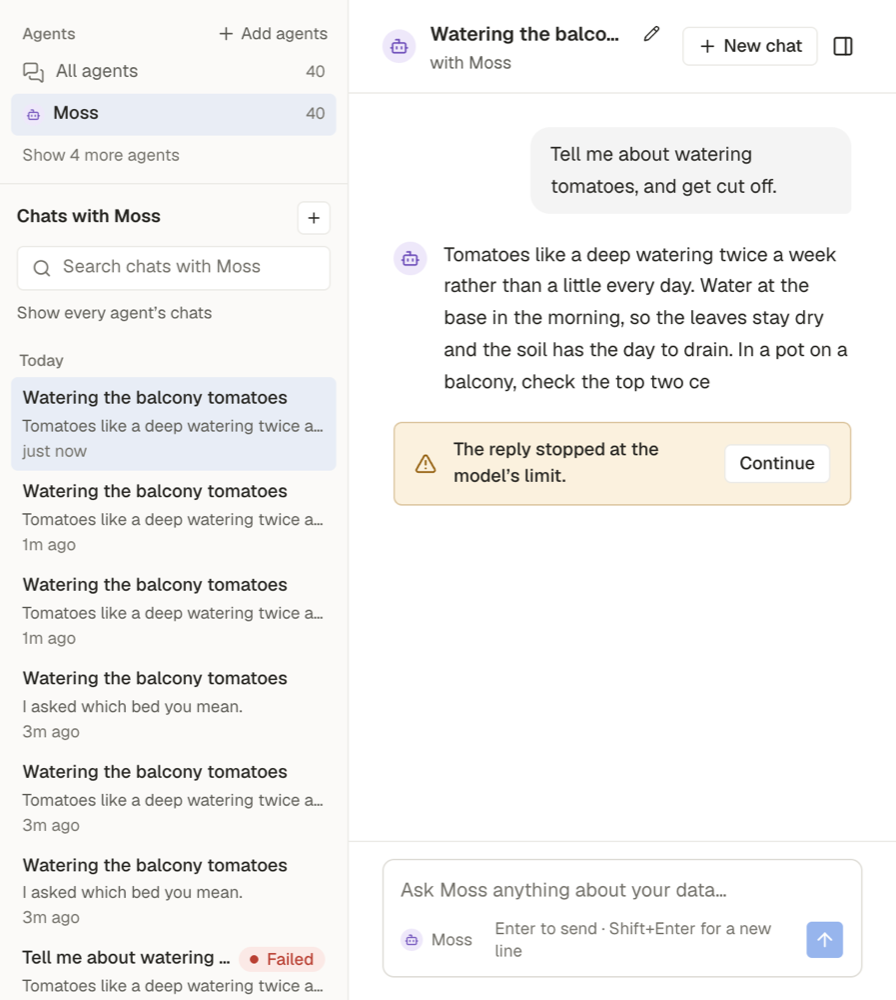 Agents
+ Add agents
All agents
40
Moss
40
Show 4 more agents
Chats with Moss
+
Search chats with Moss
Show every agent’s chats
Today
Watering the balcony tomatoes
Tomatoes like a deep watering twice a…
just now
Watering the balcony tomatoes
Tomatoes like a deep watering twice a…
1m ago
Watering the balcony tomatoes
Tomatoes like a deep watering twice a…
1m ago
Watering the balcony tomatoes
I asked which bed you mean.
3m ago
Watering the balcony tomatoes
Tomatoes like a deep watering twice a…
3m ago
Watering the balcony tomatoes
I asked which bed you mean.
3m ago
Tell me about watering …
Failed
Tomatoes like a deep watering twice a…
Watering the balco…
with Moss
+ New chat
Tell me about watering
tomatoes, and get cut off.
Tomatoes like a deep watering twice a week
rather than a little every day. Water at the
base in the morning, so the leaves stay dry
and the soil has the day to drain. In a pot on a
balcony, check the top two ce
The reply stopped at the
model’s limit.
Continue
Ask Moss anything about your data…
Moss
Enter to send · Shift+Enter for a new
line